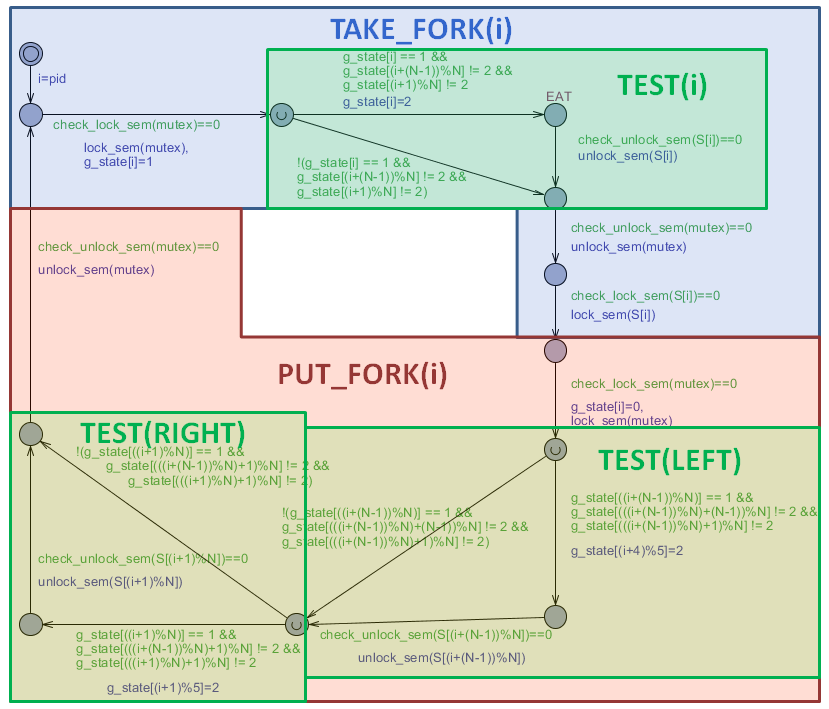 TAKE_FORK(i)
i=pid
check_lock_sem(mutex)==0
lock_sem(mutex),
g_state[i]=1
g_state[i] == 1 &&
g_state[(i+(N-1))%N] != 2 &&
g_state[(i+1)%N] != 2
g_state[i]=2
EAT
TEST(i)
check_unlock_sem(S[i])==0
unlock_sem(S[i])
!(g_state[i] == 1 &&
g_state[(i+(N-1))%N] != 2 &&
g_state[(i+1)%N] != 2)
check_unlock_sem(mutex)==0
unlock_sem(mutex)
check_lock_sem(S[i])==0
lock_sem(S[i])
check_unlock_sem(mutex)==0
unlock_sem(mutex)
PUT_FORK(i)
check_lock_sem(mutex)==0
g_state[i]=0,
lock_sem(mutex)
TEST(LEFT)
g_state[((i+(N-1))%N)] == 1 &&
g_state[(((i+(N-1))%N)+(N-1))%N] != 2 &&
g_state[(((i+(N-1))%N)+1)%N] != 2
g_state[(i+4)%5]=2
!(g_state[((i+(N-1))%N)] == 1 &&
g_state[(((i+(N-1))%N)+(N-1))%N] != 2 &&
g_state[(((i+(N-1))%N)+1)%N] != 2)
check_unlock_sem(S[(i+(N-1))%N])==0
unlock_sem(S[(i+(N-1))%N])
TEST(RIGHT)
!(g_state[((i+1)%N)] == 1 &&
g_state[(((i+(N-1))%N)+1)%N] != 2 &&
g_state[(((i+1)%N)+1)%N] != 2)
check_unlock_sem(S[(i+1)%N])==0
unlock_sem(S[(i+1)%N])
g_state[((i+1)%N)] == 1 &&
g_state[(((i+(N-1))%N)+1)%N] != 2 &&
g_state[(((i+1)%N)+1)%N] != 2
g_state[(i+1)%5]=2